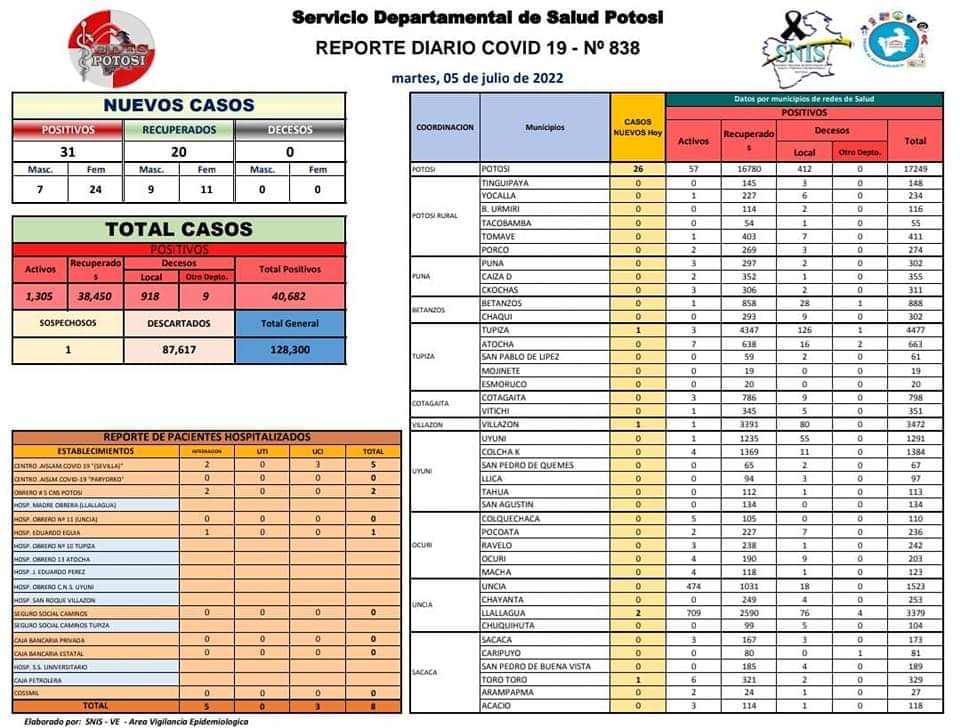 SEDES
POTOSI
Servicio Departamental de Salud Potosi
REPORTE DIARIO COVID 19 - Nº 838
martes, 05 de julio de 2022
SNIS
NUEVOS CASOS
POSITIVOS RECUPERADOS DECESOS
31 20 0
Masc. Fem Masc. Fem Masc. Fem
7 24 9 11 0 0
TOTAL CASOS
POSITIVOS
Activos Recuperados Decesos Total Positivos
Local Otro Depto.
1,305 38,450 918 9 40,682
SOSPECHOSOS DESCARTADOS Total General
1 87,617 128,300
REPORTE DE PACIENTES HOSPITALIZADOS
ESTABLECIMIENTOS INTERNACION UTI UCI TOTAL
CENTRO .AISLAM.COVID 19 "(SEVILLA)" 2 0 3 5
CENTRO .AISLM.COVID-19 "PARYORKO" 0 0 0 0
OBRERO # 5 CNS POTOSI 2 0 0 2
HOSP. MADRE OBRERA (LLALLAGUA)
HOSP. OBRERO Nº 11 (UNCIA) 0 0 0 0
HOSP. EDUARDO EGUIA 1 0 0 1
HOSP. OBRERO Nº 10 TUPIZA
HOSP. OBRERO 13 ATOCHA
HOSP. J. EDUARDO PEREZ
HOSP. OBRERO C.N.S. UYUNI
HOSP. SAN ROQUE VILLAZON
SEGURO SOCIAL CAMINOS 0 0 0 0
SEGURO SOCIAL CAMINOS TUPIZA
CAJA BANCARIA PRIVADA 0 0 0 0
CAJA BANCARIA ESTATAL 0 0 0 0
HOSP. S.S. UNIVERSITARIO
CAJA PETROLERA
COSSMIL 0 0 0 0
TOTAL 5 0 3 8
Elaborado por: SNIS - VE - Area Vigilancia Epidemiologica
COORDINACION Municipios CASOS NUEVOS Hoy Datos por municipios de redes de Salud
POSITIVOS
Activos Recuperados Decesos Total
Local Otro Depto.
POTOSI POTOSI 26 57 16780 412 0 17249
POTOSI RURAL TINGUIPAYA 0 0 145 3 0 148
YOCALLA 0 1 227 6 0 234
B. URMIRI 0 0 114 2 0 116
TACOBAMBA 0 0 54 1 0 55
TOMAVE 0 1 403 7 0 411
PORCO 0 2 269 3 0 274
PUNA PUNA 0 3 297 2 0 302
CAIZA D 0 2 352 1 0 355
CKOCHAS 0 3 306 2 0 311
BETANZOS BETANZOS 0 1 858 28 1 888
CHAQUI 0 0 293 9 0 302
TUPIZA TUPIZA 1 3 4347 126 1 4477
ATOCHA 0 7 638 16 2 663
SAN PABLO DE LIPEZ 0 0 59 2 0 61
MOJINETE 0 0 19 0 0 19
ESMORUCO 0 0 20 0 0 20
COTAGAITA COTAGAITA 0 3 786 9 0 798
VITICHI 0 1 345 5 0 351
VILLAZON VILLAZON 1 1 3391 80 0 3472
UYUNI UYUNI 0 1 1235 55 0 1291
COLCHA K 0 4 1369 11 0 1384
SAN PEDRO DE QUEMES 0 0 65 2 0 67
LLICA 0 0 94 3 0 97
TAHUA 0 0 112 1 0 113
SAN AGUSTIN 0 0 134 0 0 134
OCURI COLQUECHACA 0 5 105 0 0 110
POCOATA 0 2 227 7 0 236
RAVELO 0 3 238 1 0 242
OCURI 0 4 190 9 0 203
MACHA 0 4 118 1 0 123
UNCIA UNCIA 0 474 1031 18 0 1523
CHAYANTA 0 0 249 4 0 253
LLALLAGUA 2 709 2590 76 4 3379
CHUQUIHUTA 0 0 99 5 0 104
SACACA SACACA 0 3 167 3 0 173
CARIPUYO 0 0 80 0 1 81
SAN PEDRO DE BUENA VISTA 0 0 185 4 0 189
TORO TORO 1 6 321 2 0 329
ARAMPAPMA 0 2 24 1 0 27
ACACIO 0 3 114 1 0 118